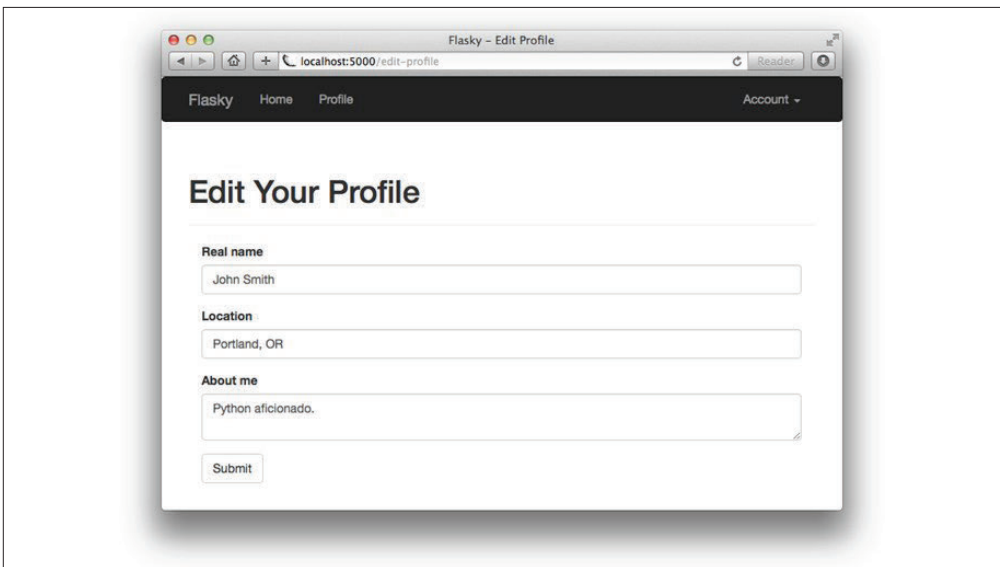 Flasky – Edit Profile
localhost:5000/edit-profile
Reader
Flasky Home Profile Account
Edit Your Profile
Real name
John Smith
Location
Portland, OR
About me
Python aficionado.
Submit